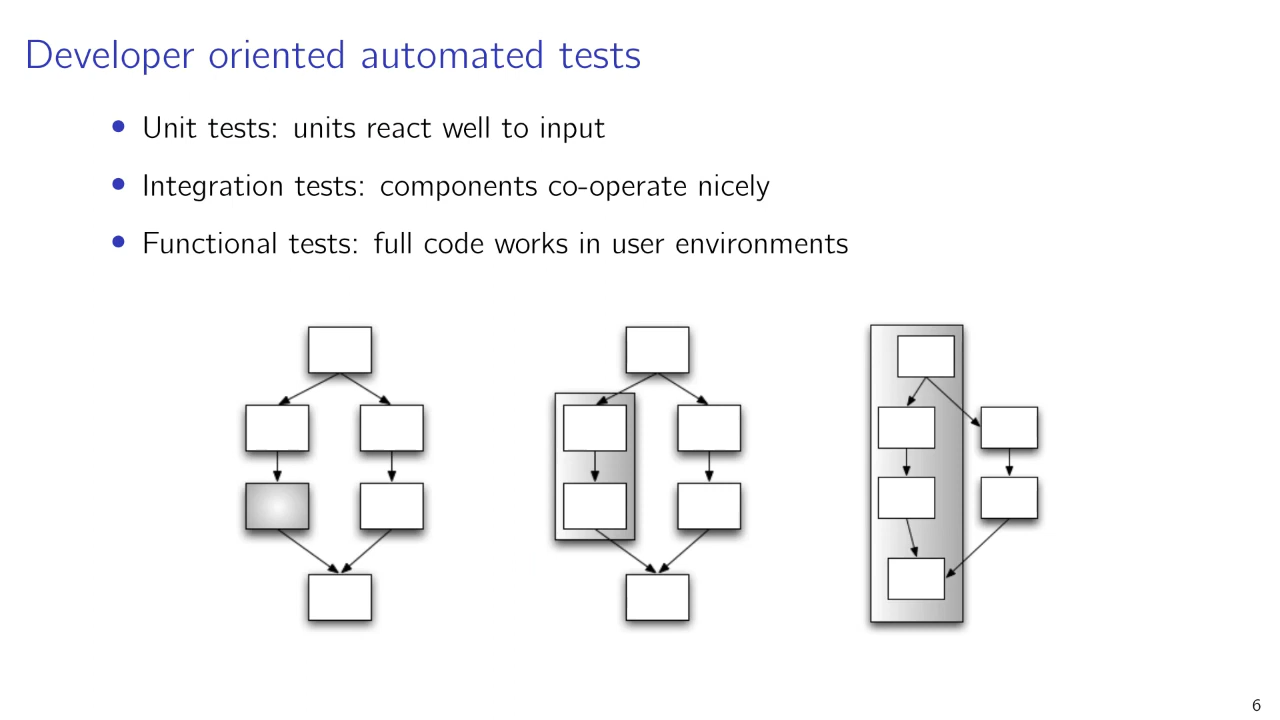 Developer oriented automated tests
• Unit tests: units react well to input
• Integration tests: components co-operate nicely
• Functional tests: full code works in user environments
6